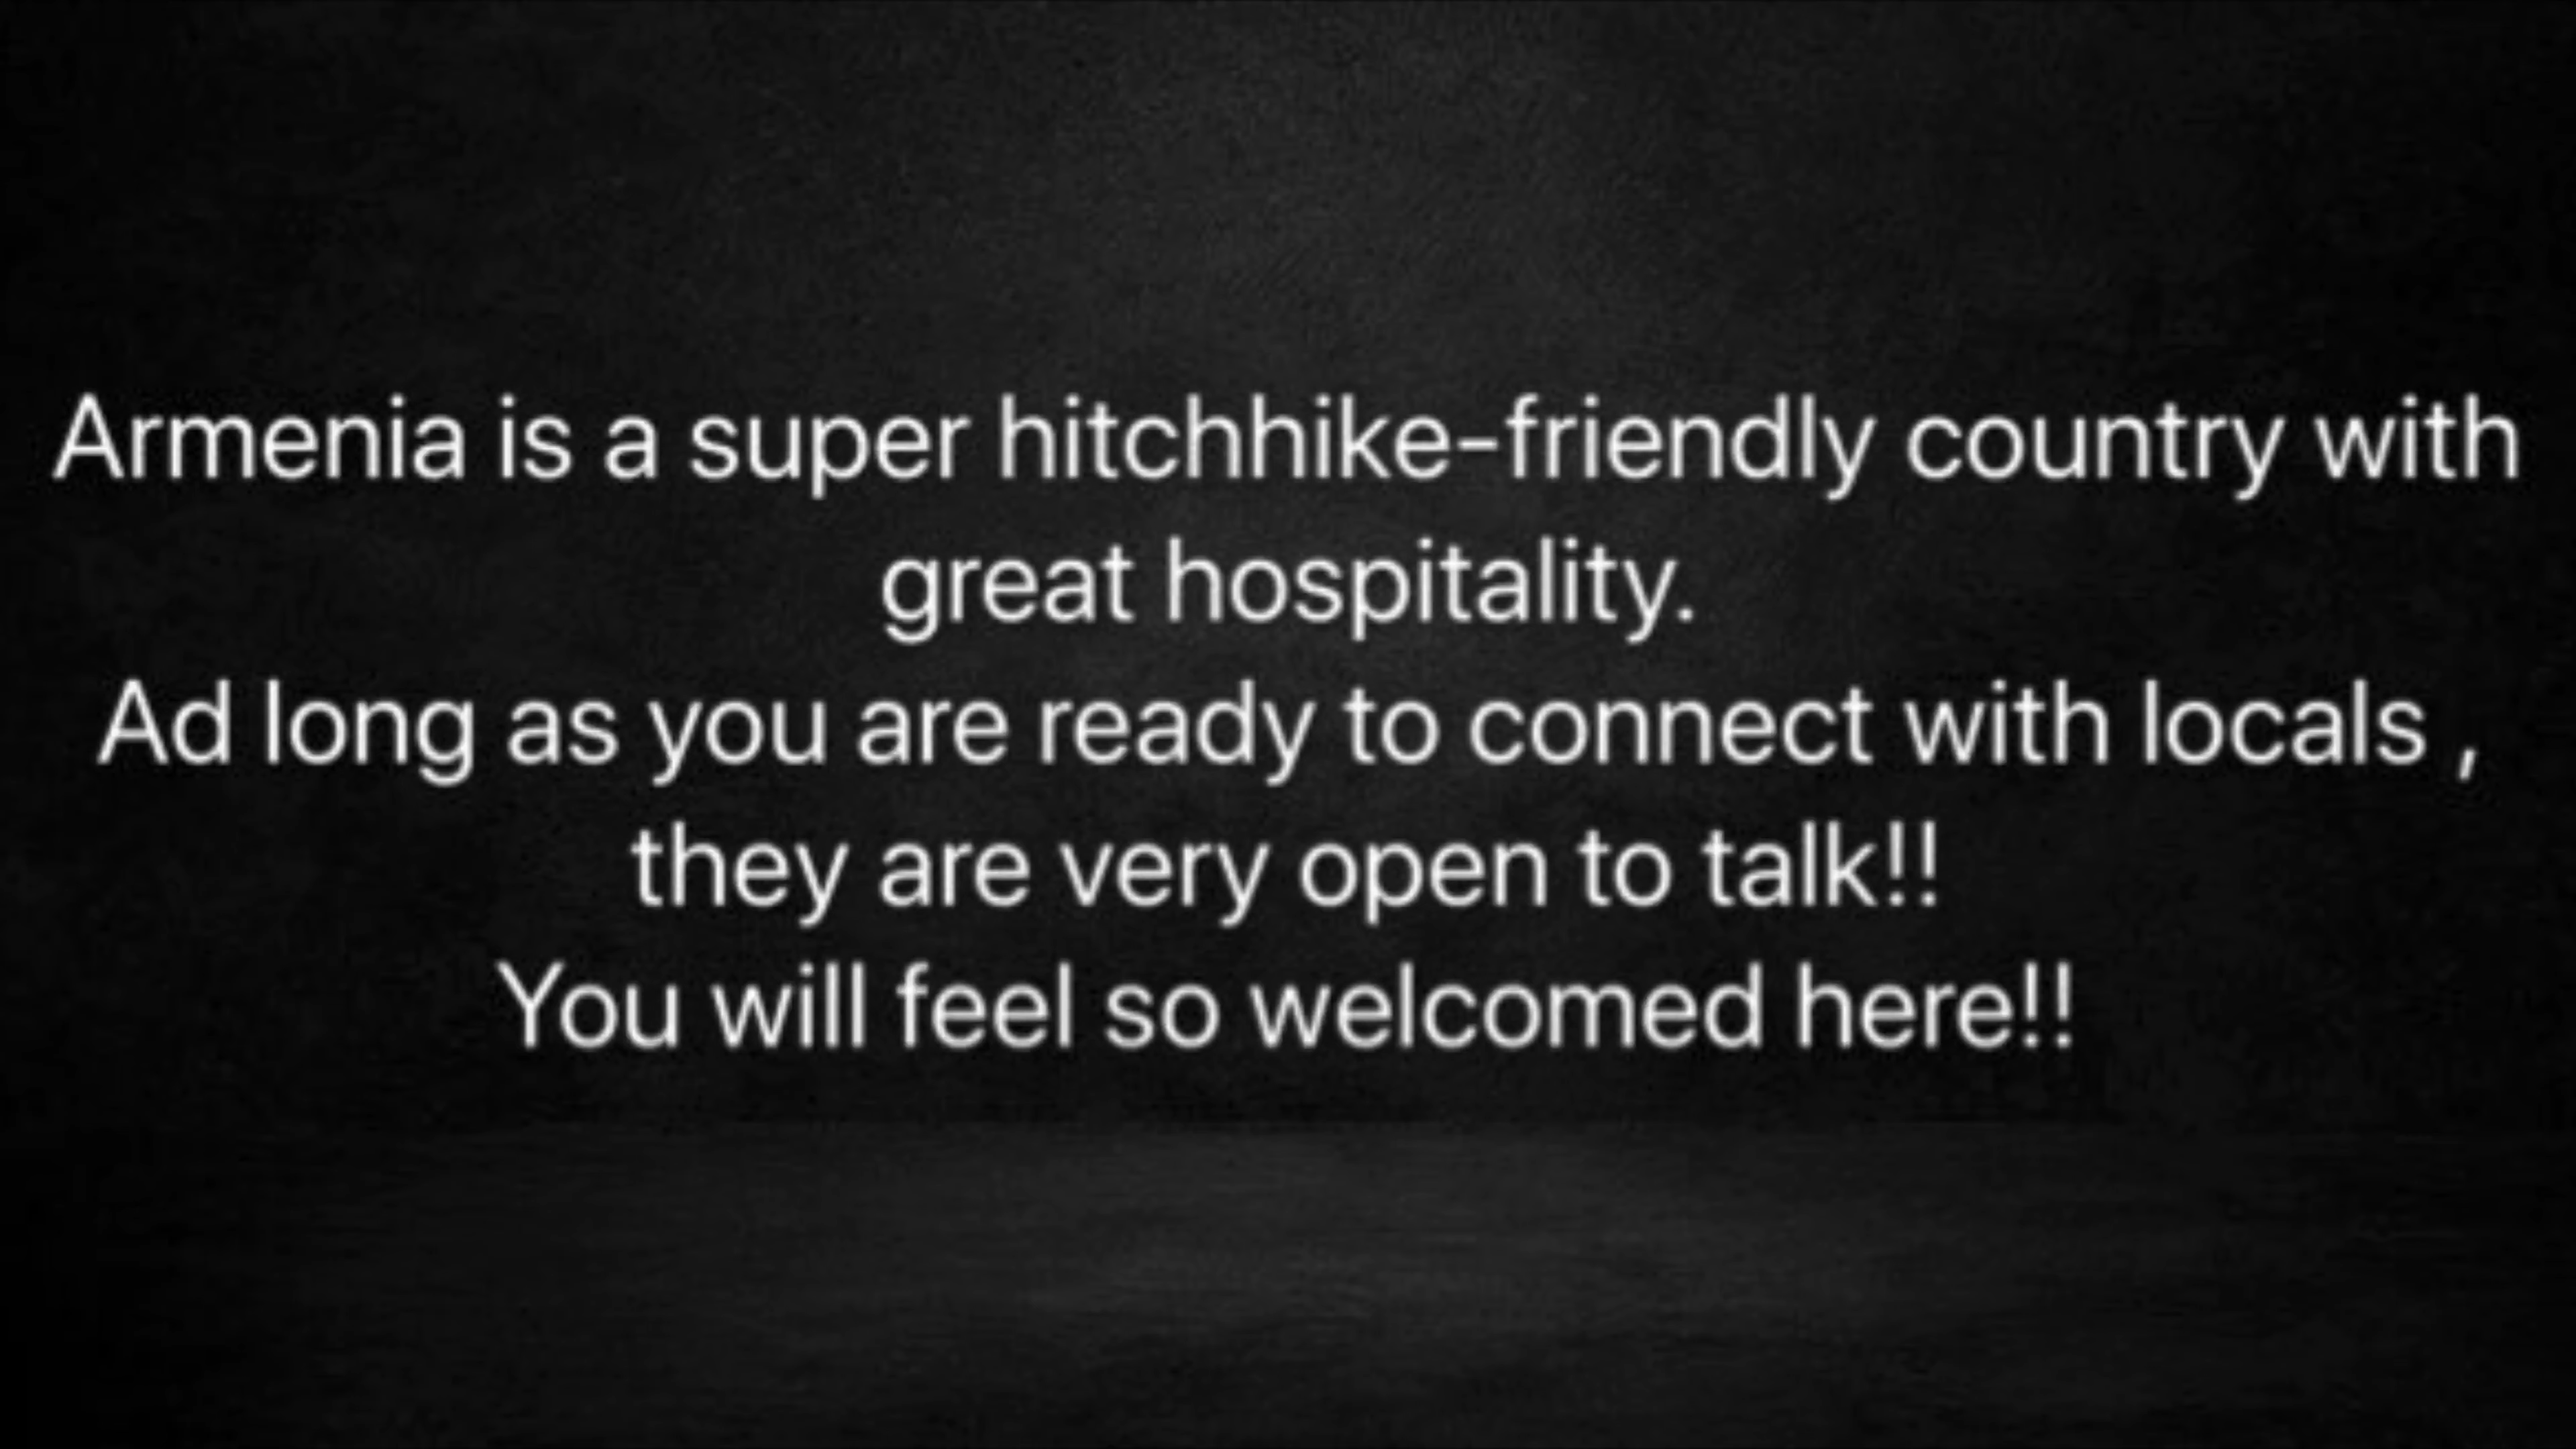 Armenia is a super hitchhike-friendly country with
great hospitality.
Ad long as you are ready to connect with locals ,
they are very open to talk!!
You will feel so welcomed here!!